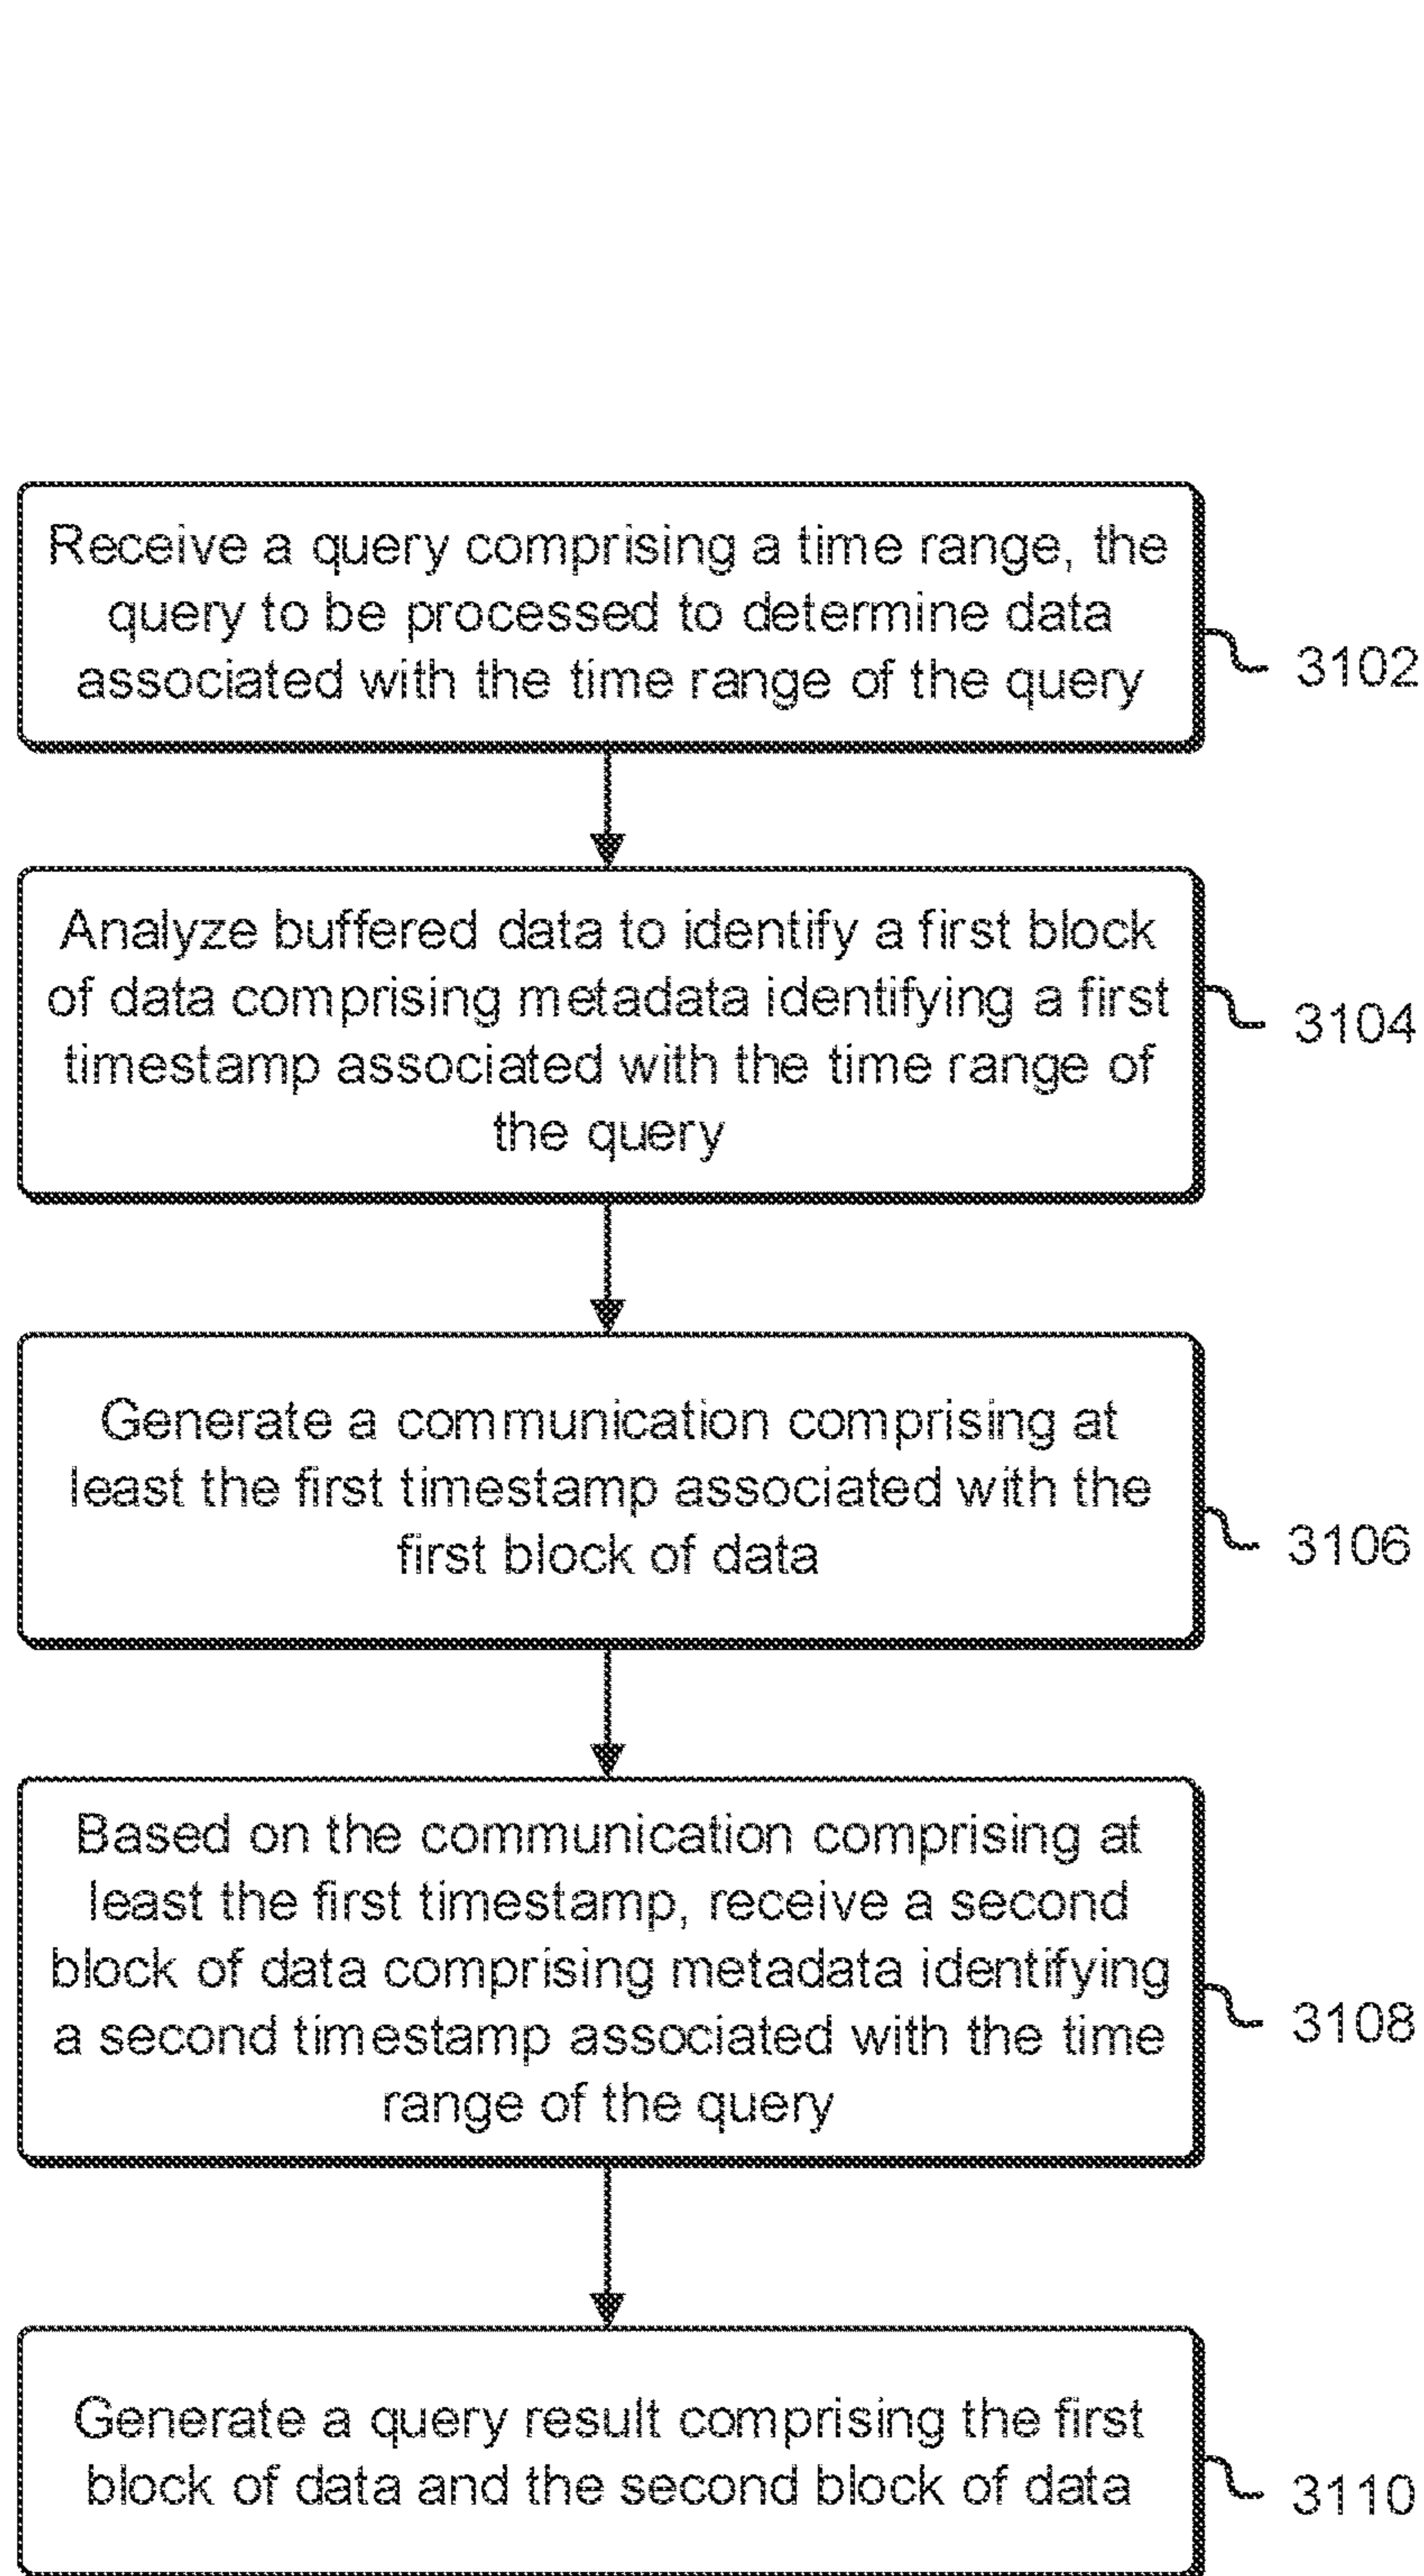 Receive a query comprising a time range, the
query to be processed to determine data
associated with the time range of the query
3102
Analyze buffered data to identify a first block
of data comprising metadata identifying a first
timestamp associated with the time range of
the query
3104
Generate a communication comprising at
least the first timestamp associated with the
first block of data
3106
Based on the communication comprising at
least the first timestamp, receive a second
block of data comprising metadata identifying
a second timestamp associated with the time
range of the query
3108
Generate a query result comprising the first
block of data and the second block of data
3110